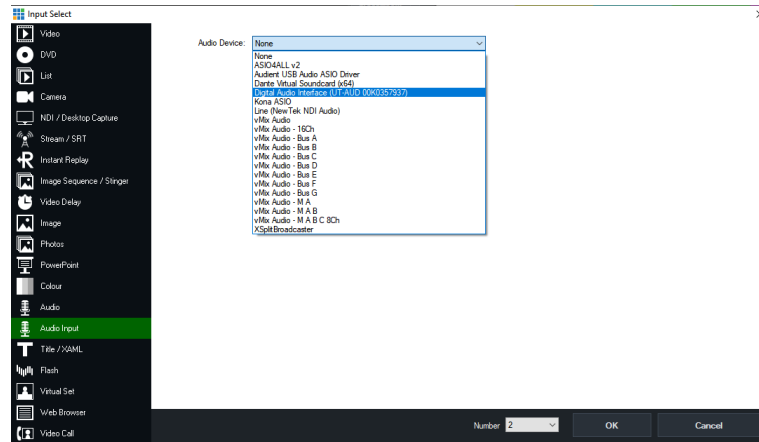 Input Select
Video
DVD
List
Camera
NDI / Desktop Capture
Stream / SRT
Instant Replay
Image Sequence / Stinger
Video Delay
Image
Photos
PowerPoint
Colour
Audio
Audio Input
Title / XAML
Flash
Virtual Set
Web Browser
Video Call
Audio Device: None
None
ASIO4ALL v2
Audient USB Audio ASIO Driver
Dante Virtual Soundcard (x64)
Digital Audio Interface (UT-AUD 00K0357937)
Kona ASIO
Line (NewTek NDI Audio)
vMix Audio
vMix Audio - 16Ch
vMix Audio - Bus A
vMix Audio - Bus B
vMix Audio - Bus C
vMix Audio - Bus D
vMix Audio - Bus E
vMix Audio - Bus F
vMix Audio - Bus G
vMix Audio - M A
vMix Audio - M A B
vMix Audio - M A B C 8Ch
XSplitBroadcaster
Number 2 OK Cancel